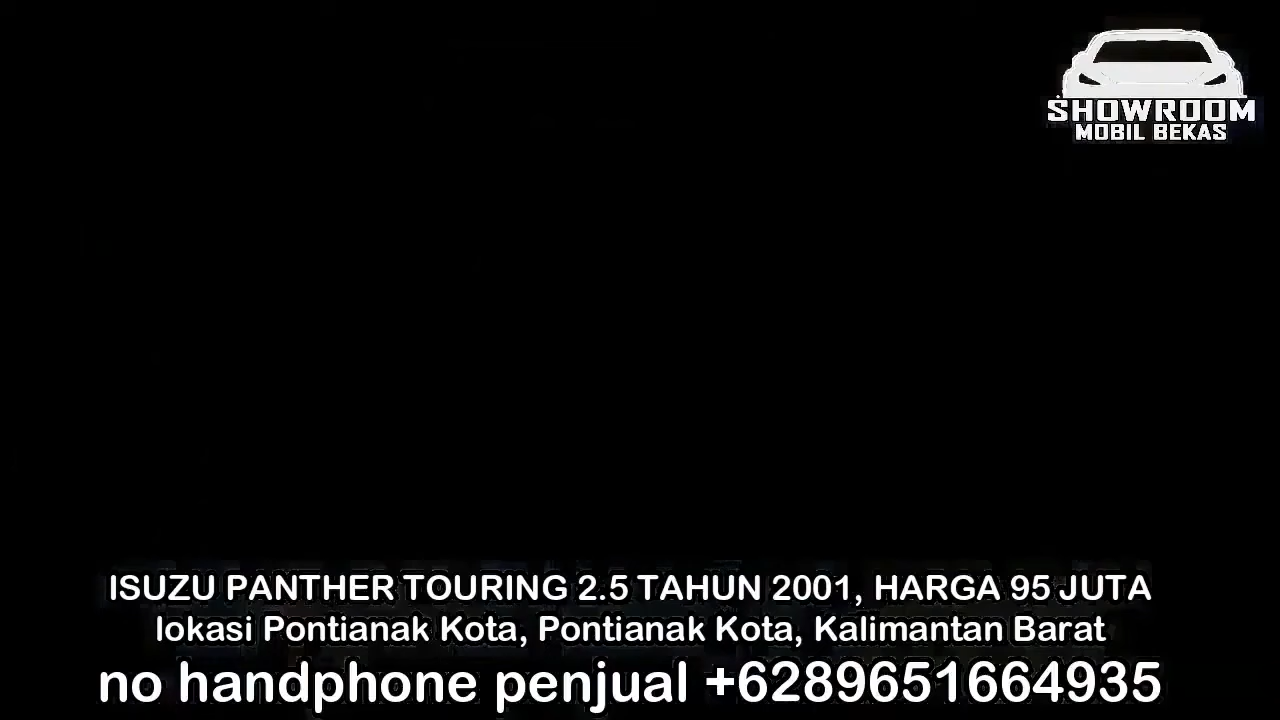 SHOWROOM
MOBIL BEKAS
ISUZU PANTHER TOURING 2.5 TAHUN 2001, HARGA 95 JUTA
lokasi Pontianak Kota, Pontianak Kota, Kalimantan Barat
no handphone penjual +6289651664935